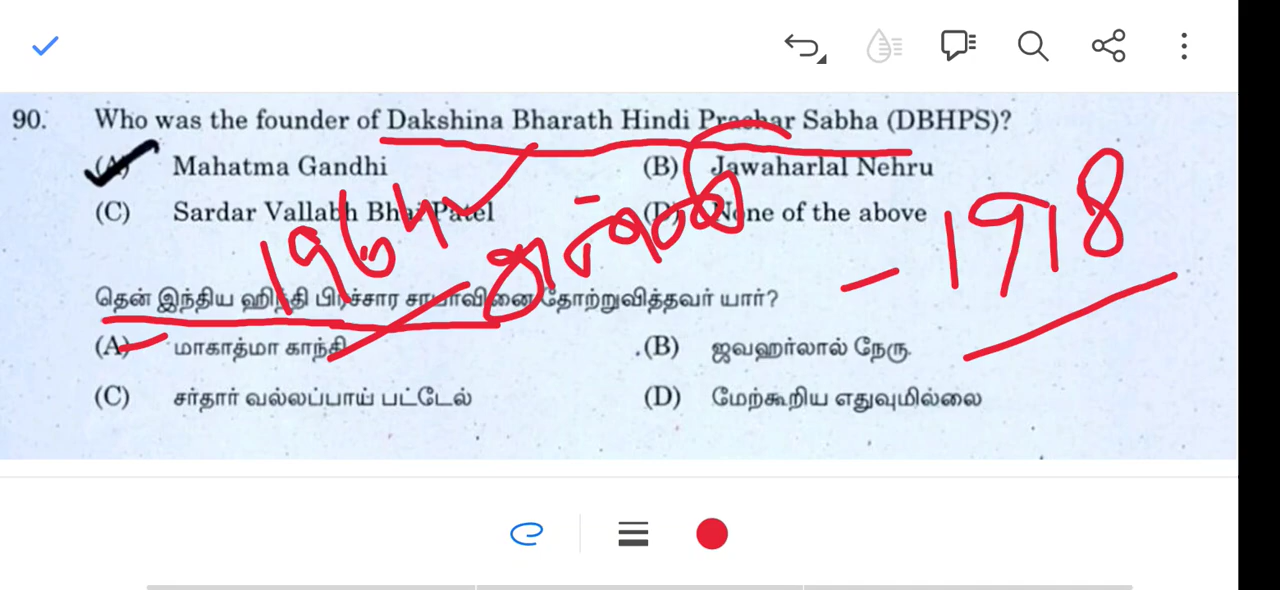 90. Who was the founder of Dakshina Bharath Hindi Prachar Sabha (DBHPS)?
(A) Mahatma Gandhi (B) Jawaharlal Nehru
(C) Sardar Vallabh Bhai Patel (D) None of the above
1964 - 1918
தென் இந்திய ஹிந்தி பிரச்சார சபாவினை தோற்றுவித்தவர் யார்?
(A) மாகாத்மா காந்தி (B) ஜவஹர்லால் நேரு
(C) சர்தார் வல்லப்பாய் பட்டேல் (D) மேற்கூறிய எதுவுமில்லை